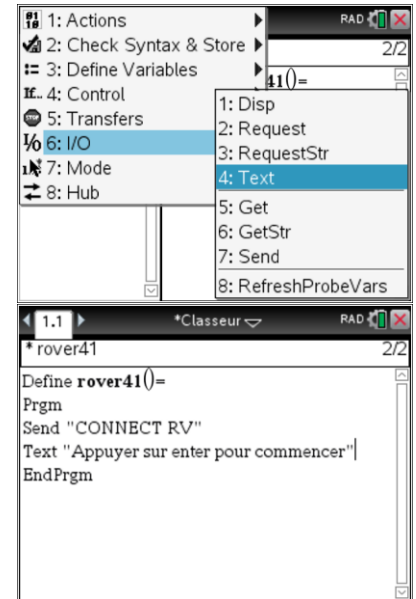 1: Actions
RAD
2: Check Syntax & Store
2/2
3: Define Variables
41()=
If.. 4: Control
1: Disp
5: Transfers
2: Request
I/O 6: I/O
3: RequestStr
7: Mode
4: Text
8: Hub
5: Get
6: GetStr
7: Send
8: RefreshProbeVars
1.1
*Classeur
RAD
* rover41
2/2
Define rover41()=
Prgm
Send "CONNECT RV"
Text "Appuyer sur enter pour commencer"
EndPrgm